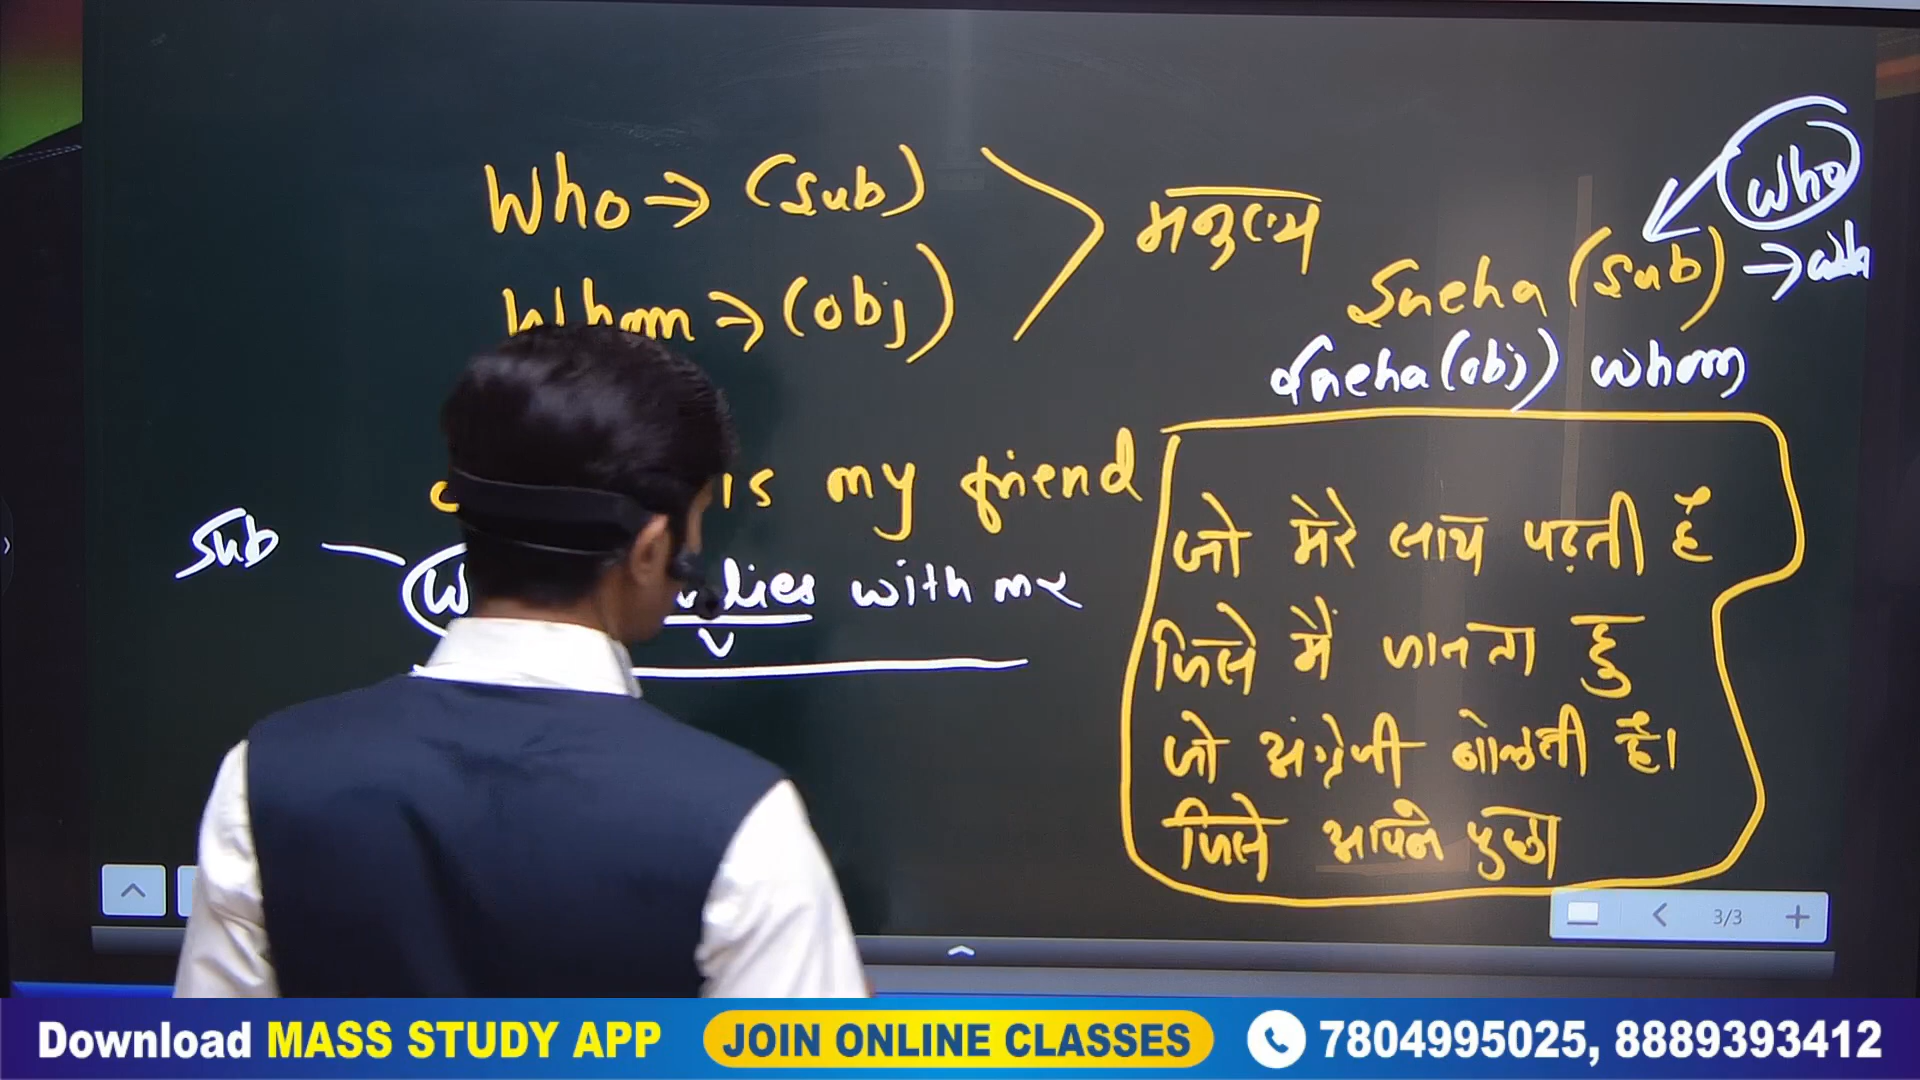 Who → (sub)
मनुष्य
who
Whom → (obj)
Sneha (sub) → wh
Sneha (obj) whom
is my friend
sub
with me
v
जो मेरे साथ पढ़ती है
जिसे मैं जानता हु
जो अंग्रेजी बोलती है।
जिसे आपने पुछा
3/3
Download MASS STUDY APP
JOIN ONLINE CLASSES
7804995025, 8889393412